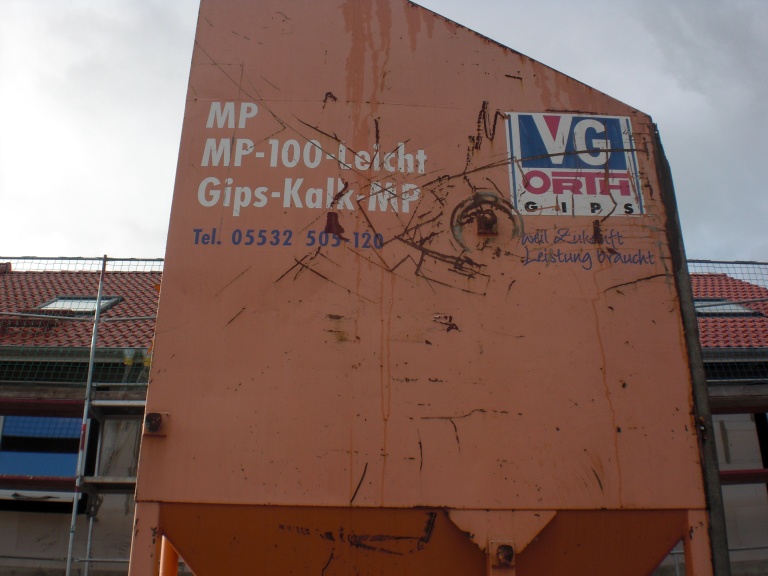 MP
MP-100-Leicht
Gips-Kalk-MP
Tel. 05532 505-120
VG
ORTH
GIPS
weil Zukunft
Leistung braucht